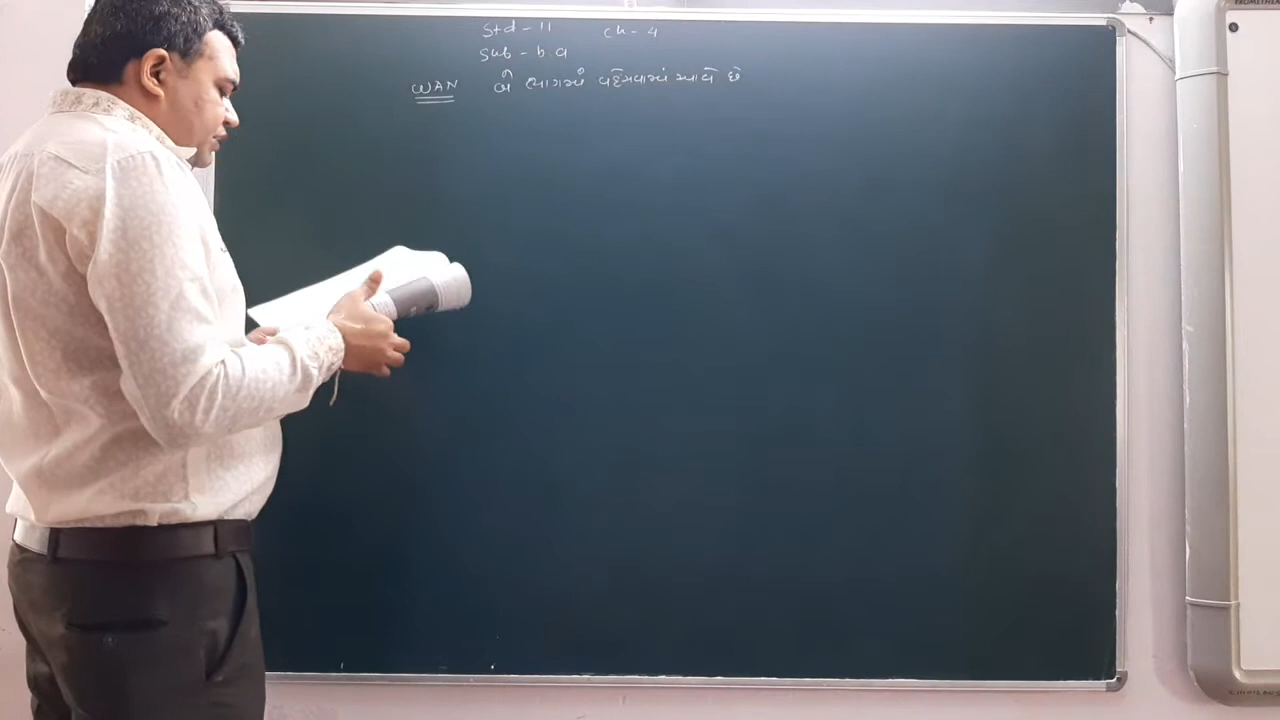 Std - 11 ch - 4
Sub - b.a
WAN બે ભાગમાં વહેંચવામાં આવે છે